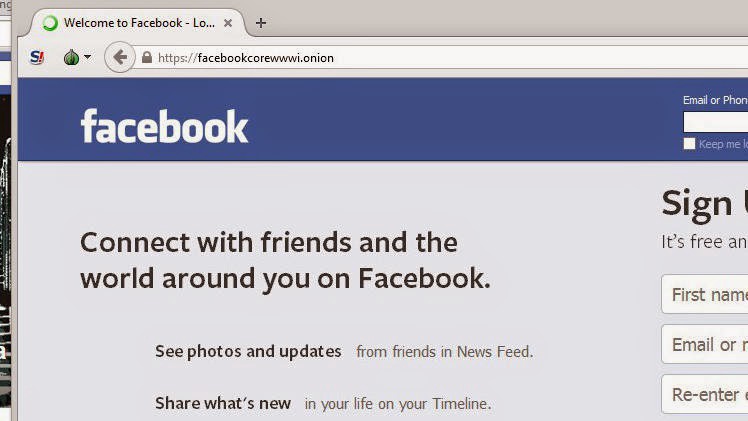 Welcome to Facebook - Lo...
S!
https://facebookcorewwwi.onion
facebook
Email or Phon
Keep me lo
Sign U
It's free an
Connect with friends and the
world around you on Facebook.
First name
Email or
See photos and updates from friends in News Feed.
Re-enter
Share what's new in your life on your Timeline.